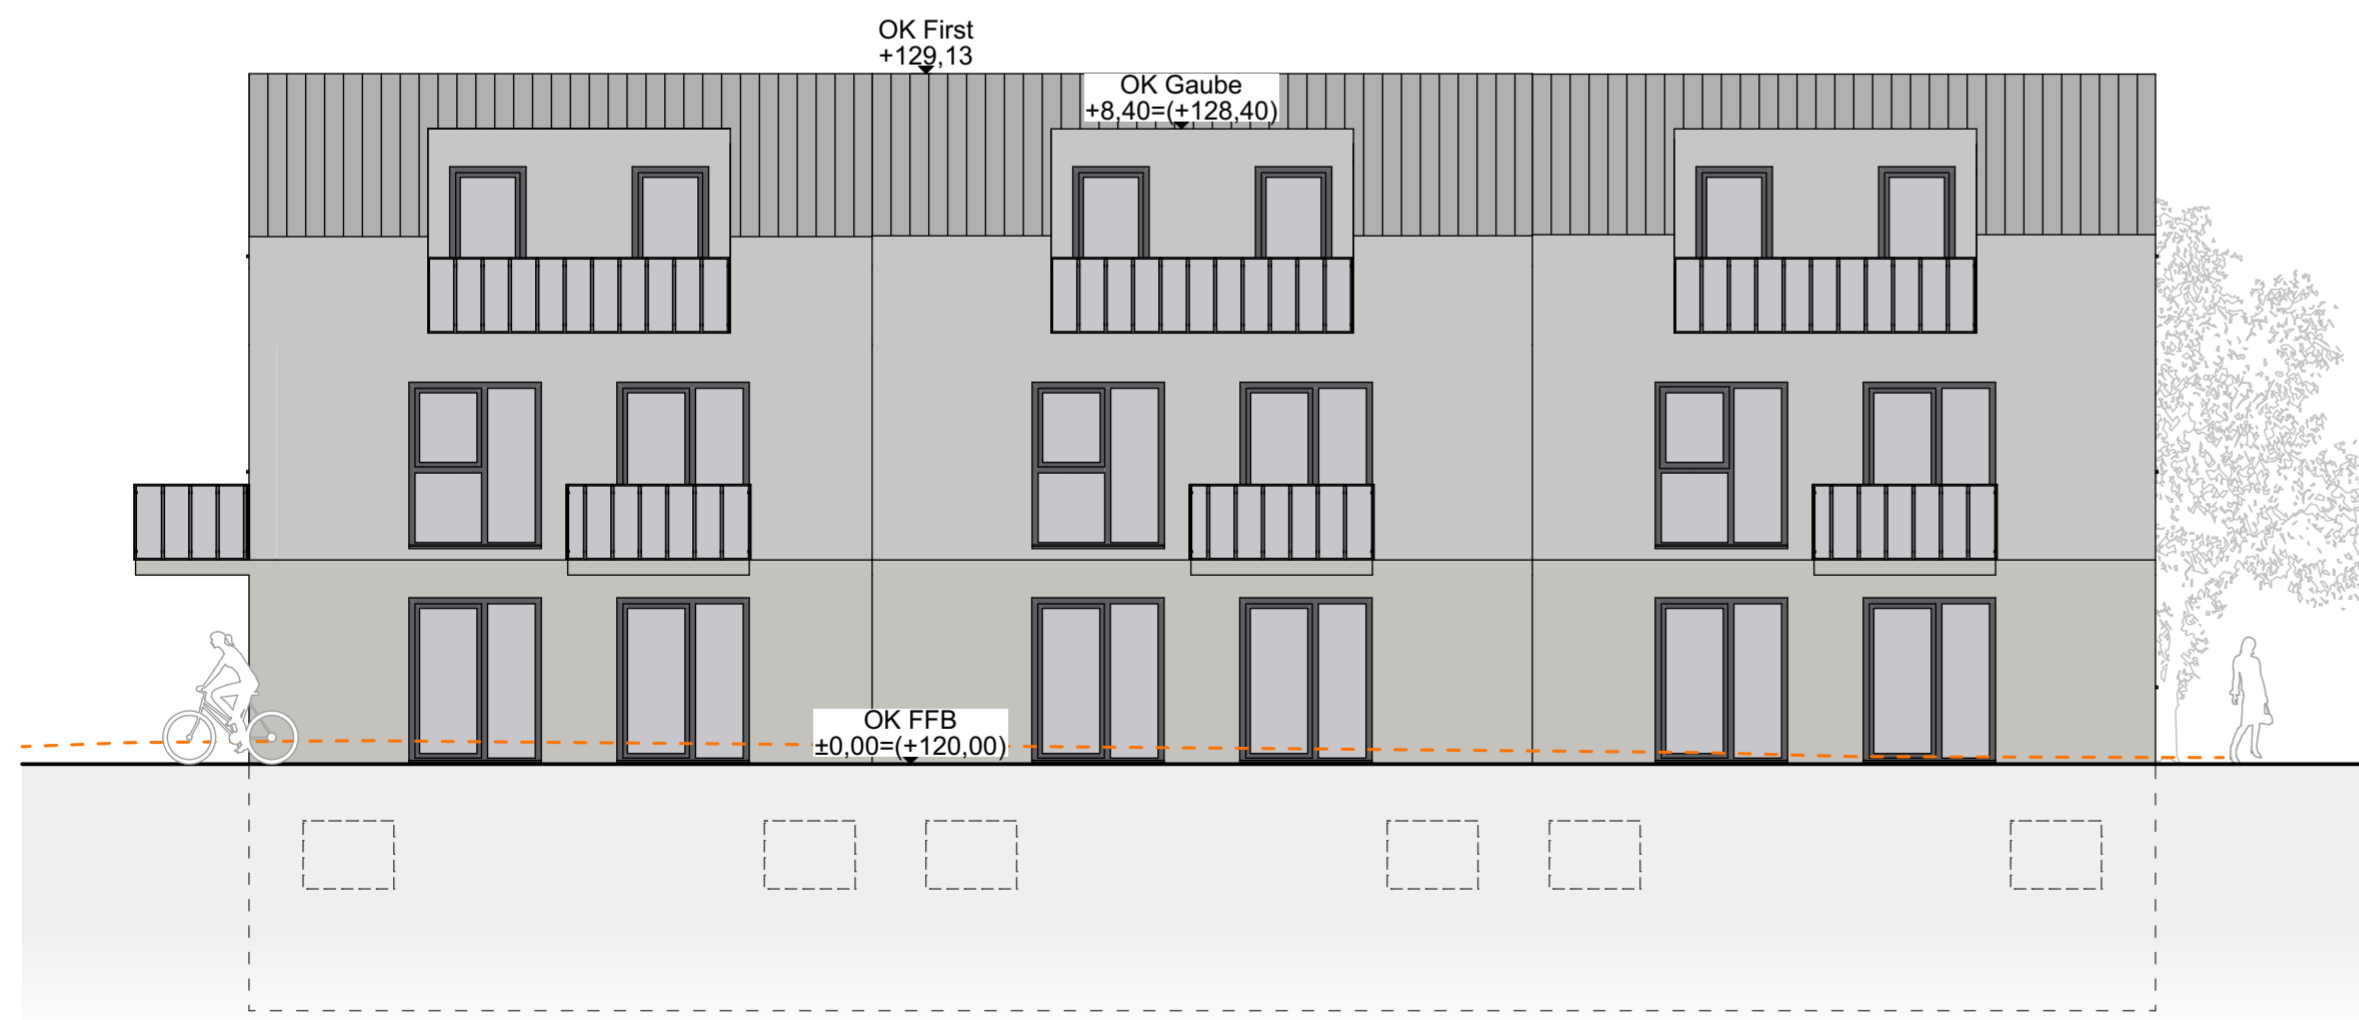 OK First
+129,13
OK Gaube
+8,40=(+128,40)
OK FFB
±0,00=(+120,00)